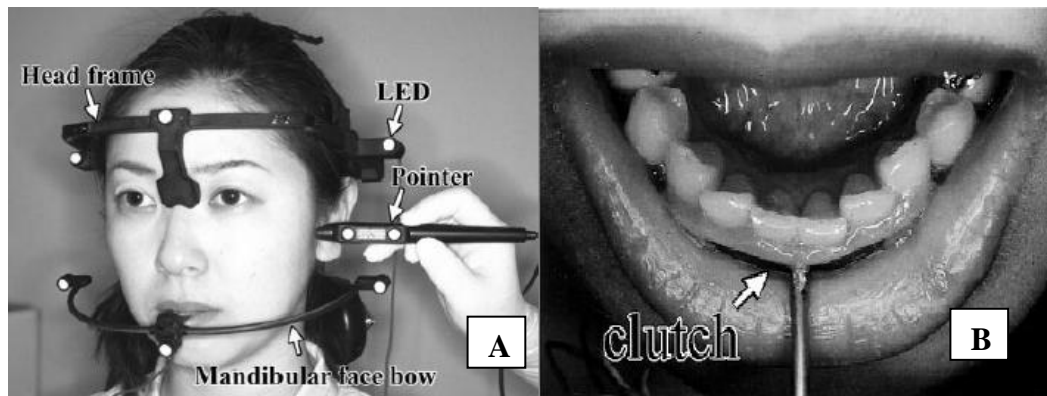 Head frame
LED
Pointer
Mandibular face bow
A
clutch
B